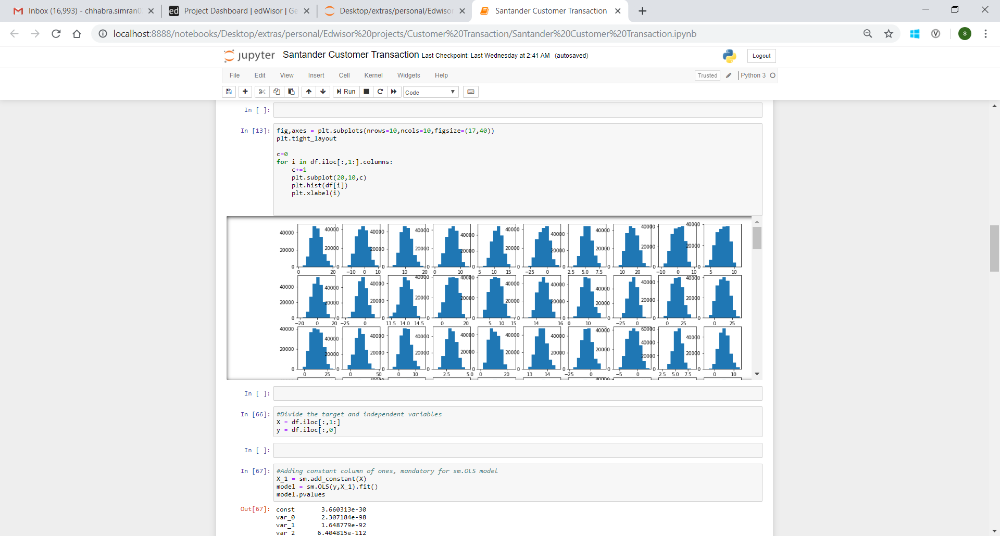 Inbox (16,993) - chhabra.simran0
Project Dashboard | edWisor | Ge
Desktop/extras/personal/Edwisor
Santander Customer Transaction
localhost:8888/notebooks/Desktop/extras/personal/Edwisor%20projects/Customer%20Transaction/Santander%20Customer%20Transaction.ipynb
S
jupyter Santander Customer Transaction Last Checkpoint: Last Wednesday at 2:41 AM (autosaved)
Logout
File Edit View Insert Cell Kernel Widgets Help
Trusted Python 3
Run Code
In [ ]:
In [13]: fig,axes = plt.subplots(nrows=10,ncols=10,figsize=(17,40))
plt.tight_layout
c=0
for i in df.iloc[:,1:].columns:
c+=1
plt.subplot(20,10,c)
plt.hist(df[i])
plt.xlabel(i)
40000 40000 40000 40000 40000 40000 40000 40000 40000 40000
20000 20000 20000 20000 20000 20000 20000 20000 20000 20000
0 0 0 0 0 0 0 0 0 0
0 20 −10 0 10 10 20 0 10 5 10 15 −25 0 2.5 5.0 7.5 10 20 −10 0 10 5 10
40000 40000 40000 40000 40000 40000 40000 40000 40000 40000
20000 20000 20000 20000 20000 20000 20000 20000 20000 20000
0 0 0 0 0 0 0 0 0 0
−20 0 20 −25 0 13.5 14.0 14.5 0 20 5 10 15 14 16 0 10 −25 0 0 25 0 25
40000 40000 40000 40000 40000 40000 40000 40000 60000 40000
40000
20000 20000 20000 20000 20000 20000 20000 20000 20000 20000
0 0 0 0 0 0 0 0 0 0
0 25 0 50 0 10 2.5 5.0 0 20 13 14 −25 0 −5 0 2.5 5.0 7.5 0 10
In [ ]:
In [66]: #Divide the target and independent variables
X = df.iloc[:,1:]
y = df.iloc[:,0]
In [ ]:
In [67]: #Adding constant column of ones, mandatory for sm.OLS model
X_1 = sm.add_constant(X)
model = sm.OLS(y,X_1).fit()
model.pvalues
Out[67]: const 3.660313e-30
var_0 2.307184e-98
var_1 1.648779e-92
var_2 6.404815e-112